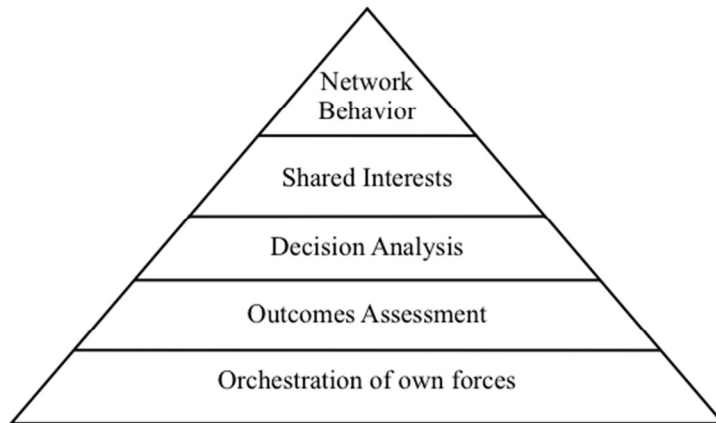 Network
Behavior
Shared Interests
Decision Analysis
Outcomes Assessment
Orchestration of own forces